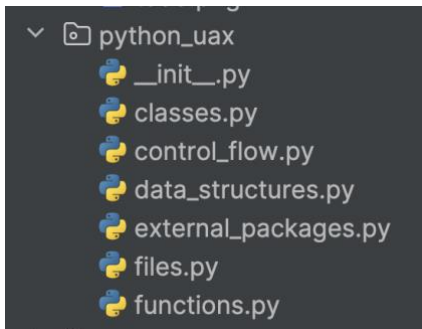 python_uax
__init__.py
classes.py
control_flow.py
data_structures.py
external_packages.py
files.py
functions.py